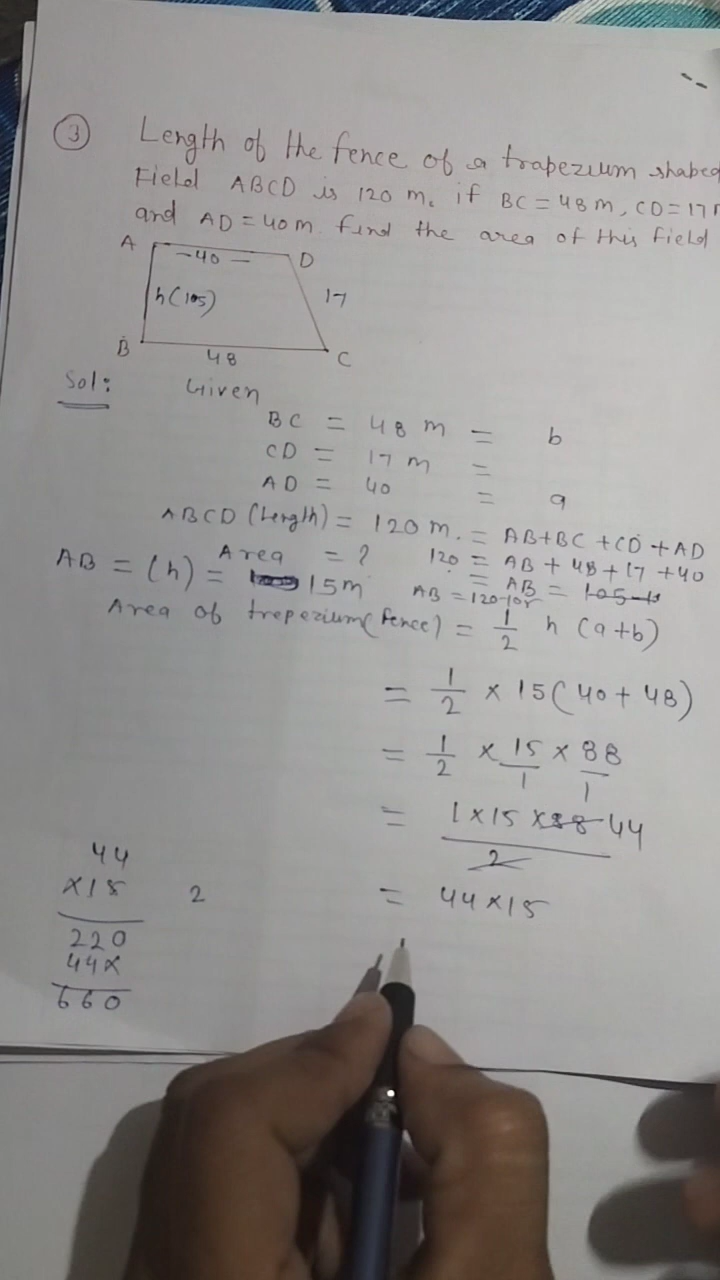 3 Length of the fence of a trapezium shaped
Field ABCD is 120 m. if BC = 48 m, CD = 17
and AD = 40 m. find the area of this field
A - 40 - D
h(105) 17
B 48 C
Sol: Given
BC = 48 m = b
CD = 17 m =
AD = 40 = a
ABCD (Length) = 120 m. = AB+BC+CD+AD
Area = ? 120 = AB + 48 + 17 + 40
AB = (h) = 15m = AB =
AB = 120-105
Area of trepezium(fence) = 1/2 h (a+b)
= 1/2 × 15(40+48)
= 1/2 × 15/1 × 88/1
= 1×15×88 44 / 2
= 44×15
44
×15 2
220
44×
660